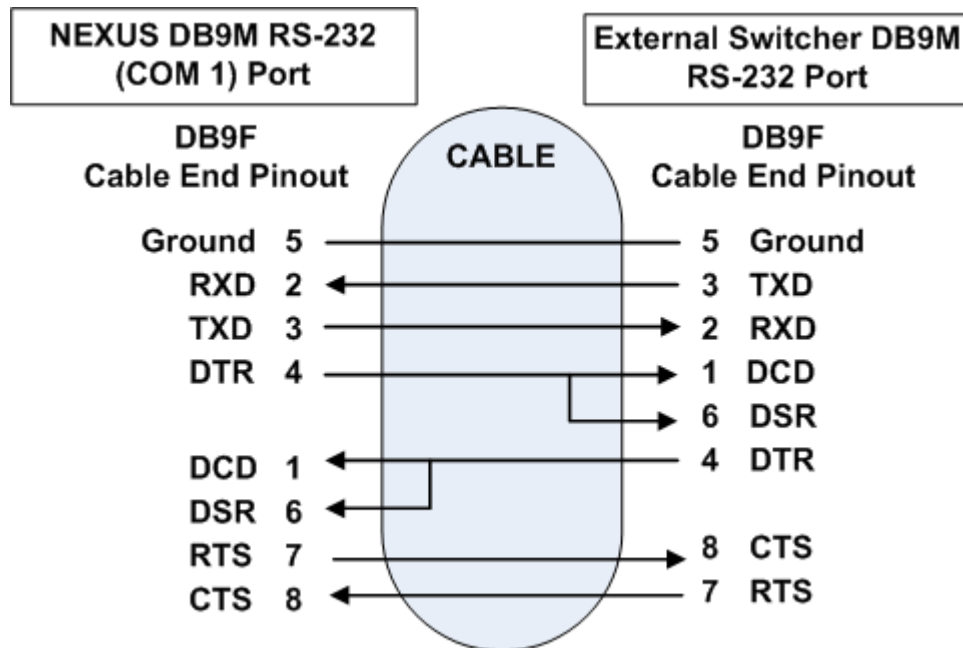 NEXUS DB9M RS-232
(COM 1) Port
External Switcher DB9M
RS-232 Port
DB9F
Cable End Pinout
CABLE
DB9F
Cable End Pinout
Ground 5
5 Ground
RXD 2
3 TXD
TXD 3
2 RXD
DTR 4
1 DCD
6 DSR
DCD 1
4 DTR
DSR 6
RTS 7
8 CTS
CTS 8
7 RTS